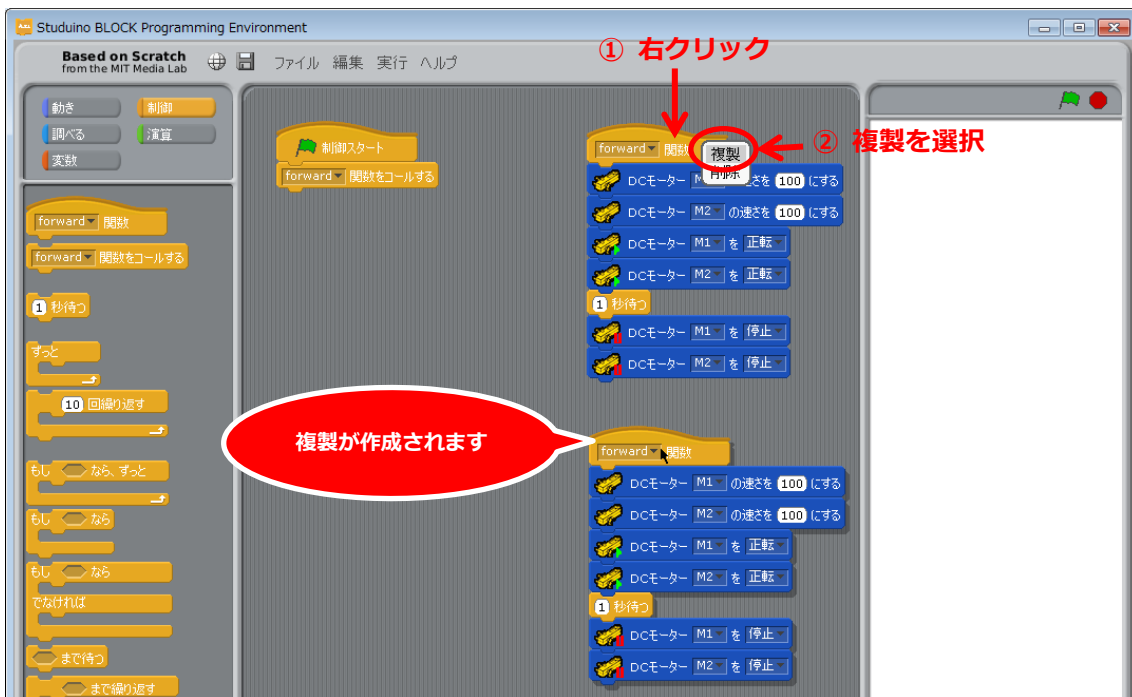 Studuino BLOCK Programming Environment
Based on Scratch
from the MIT Media Lab
ファイル 編集 実行 ヘルプ
① 右クリック
② 複製を選択
動き
制御
調べる
演算
変数
forward 関数
forward 関数をコールする
1 秒待つ
ずっと
10 回繰り返す
もし なら、ずっと
もし なら
もし なら
でなければ
まで待つ
まで繰り返す
制御スタート
forward 関数をコールする
forward 関数
複製
削除
DCモーター M1 速さを 100 にする
DCモーター M2 の速さを 100 にする
DCモーター M1 を 正転
DCモーター M2 を 正転
1 秒待つ
DCモーター M1 を 停止
DCモーター M2 を 停止
複製が作成されます
forward 関数
DCモーター M1 の速さを 100 にする
DCモーター M2 の速さを 100 にする
DCモーター M1 を 正転
DCモーター M2 を 正転
1 秒待つ
DCモーター M1 を 停止
DCモーター M2 を 停止